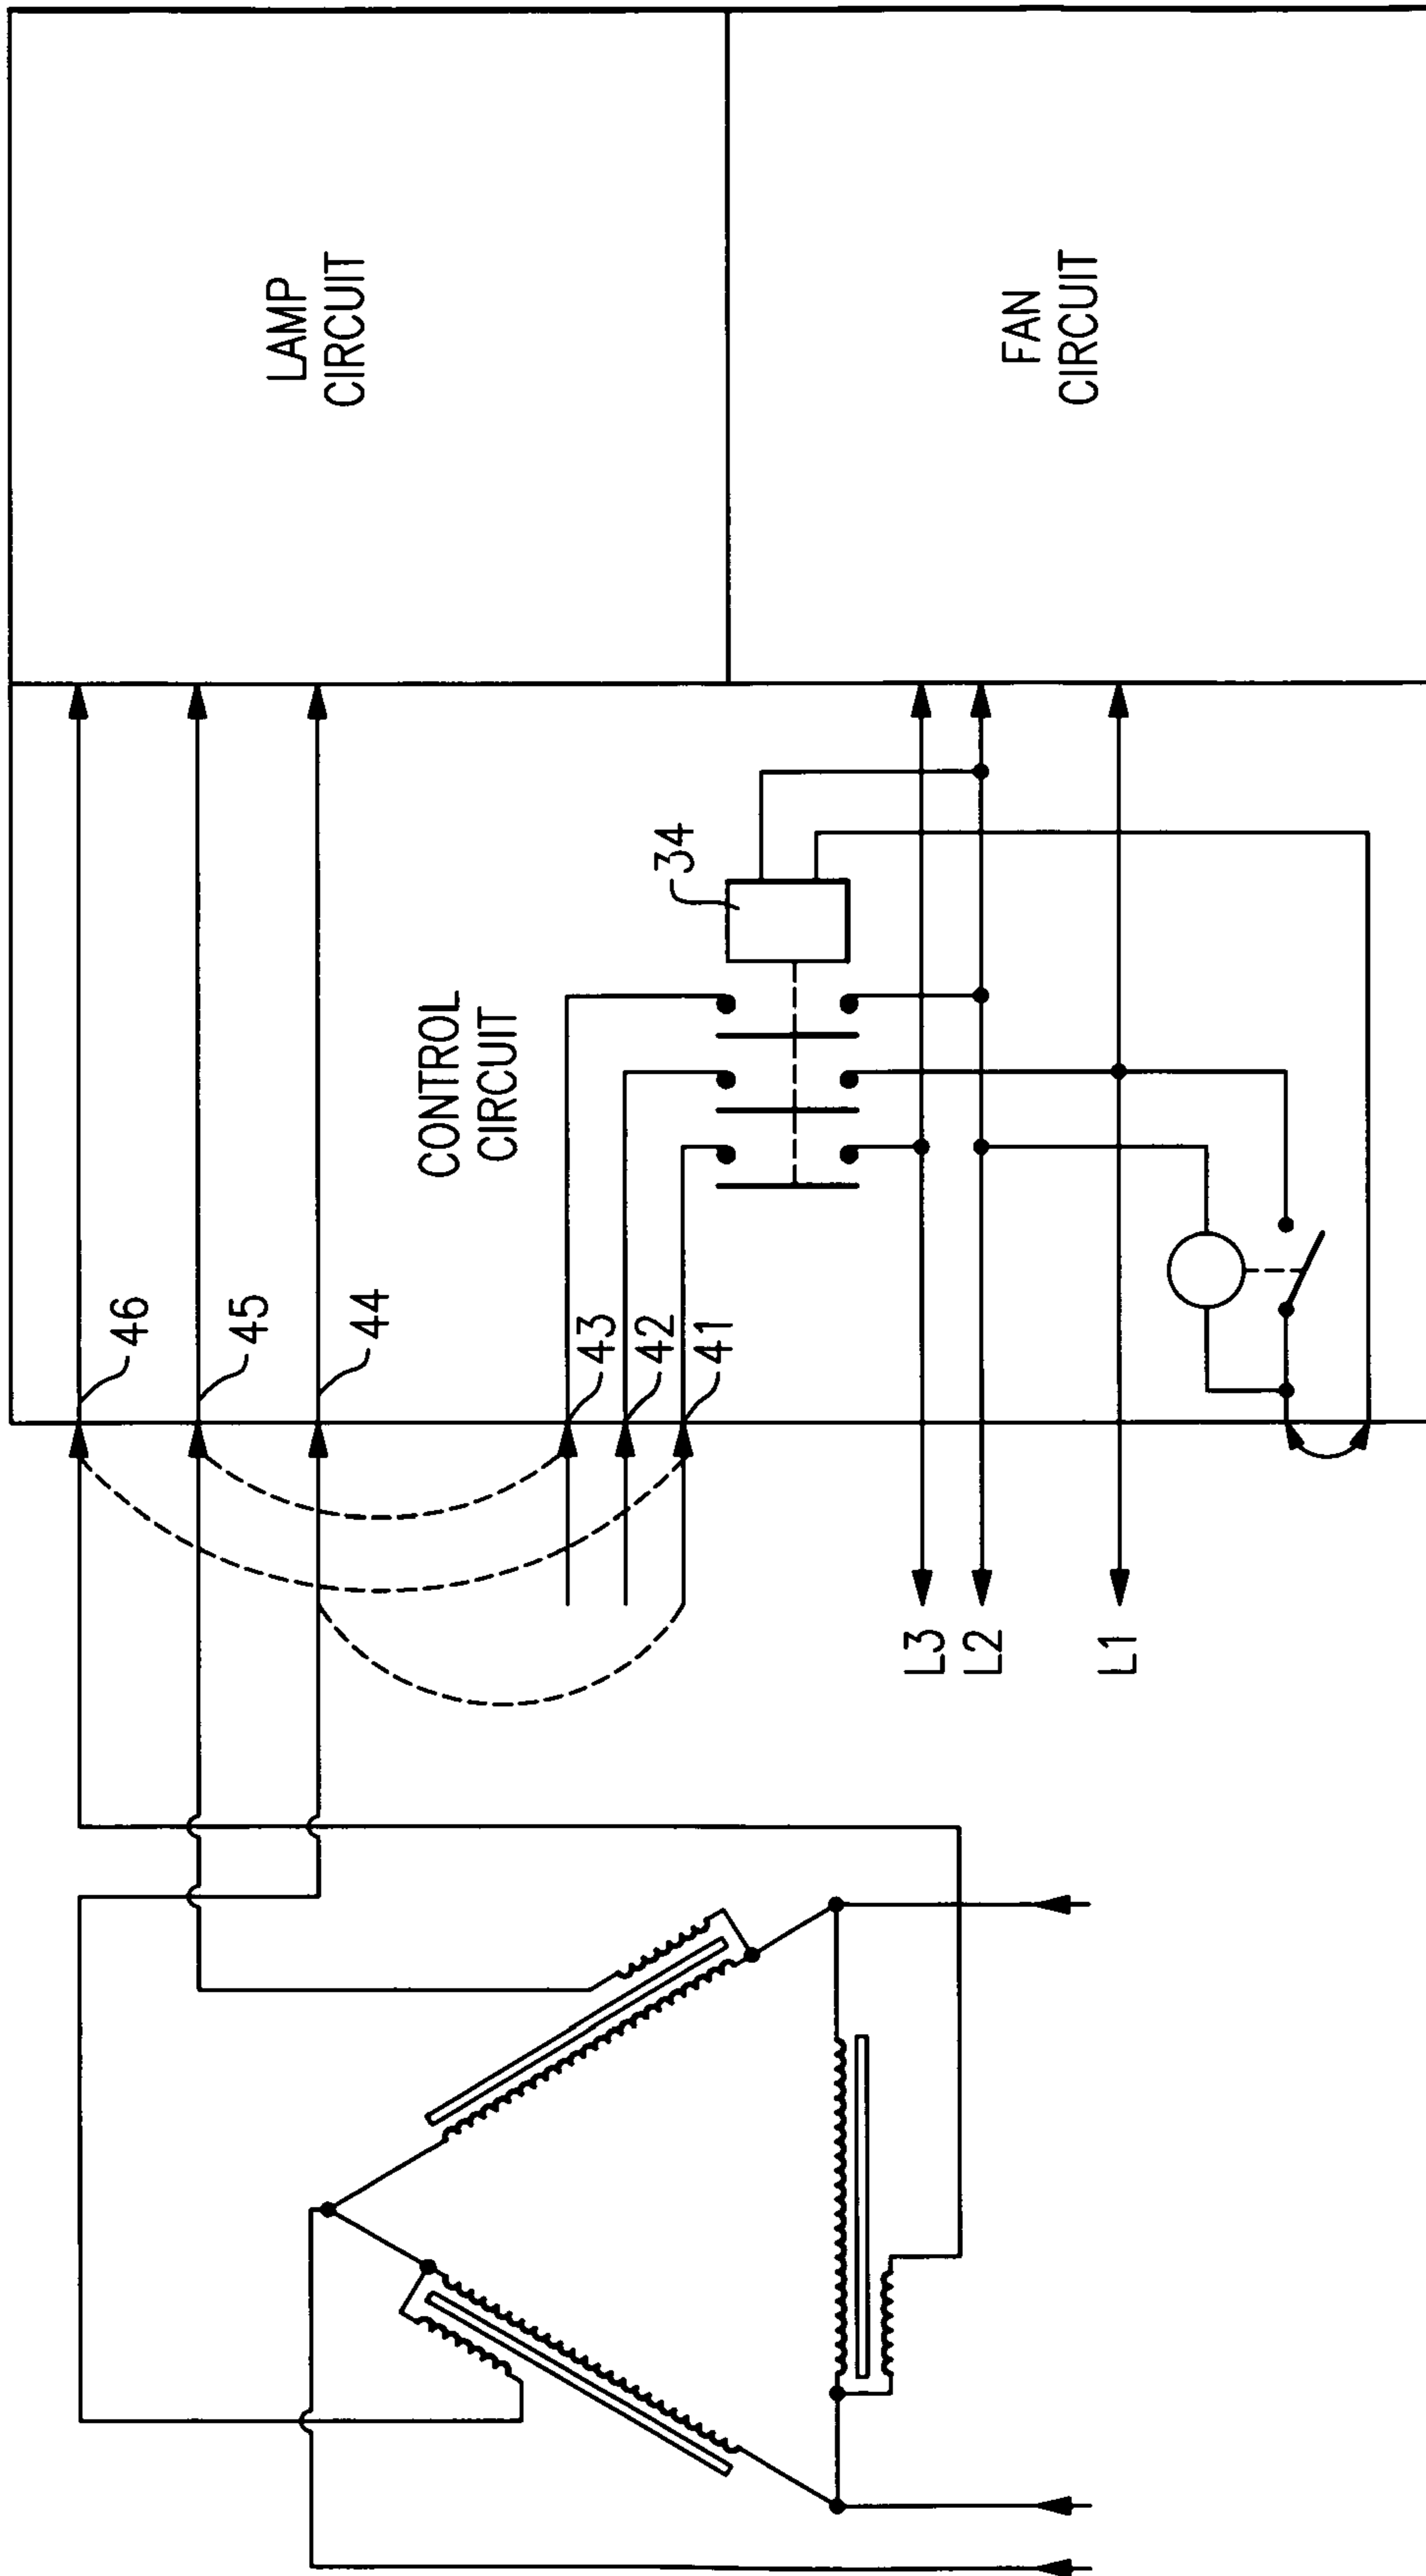 LAMP
CIRCUIT
FAN
CIRCUIT
CONTROL
CIRCUIT
34
46
45
44
43
42
41
L3
L2
L1